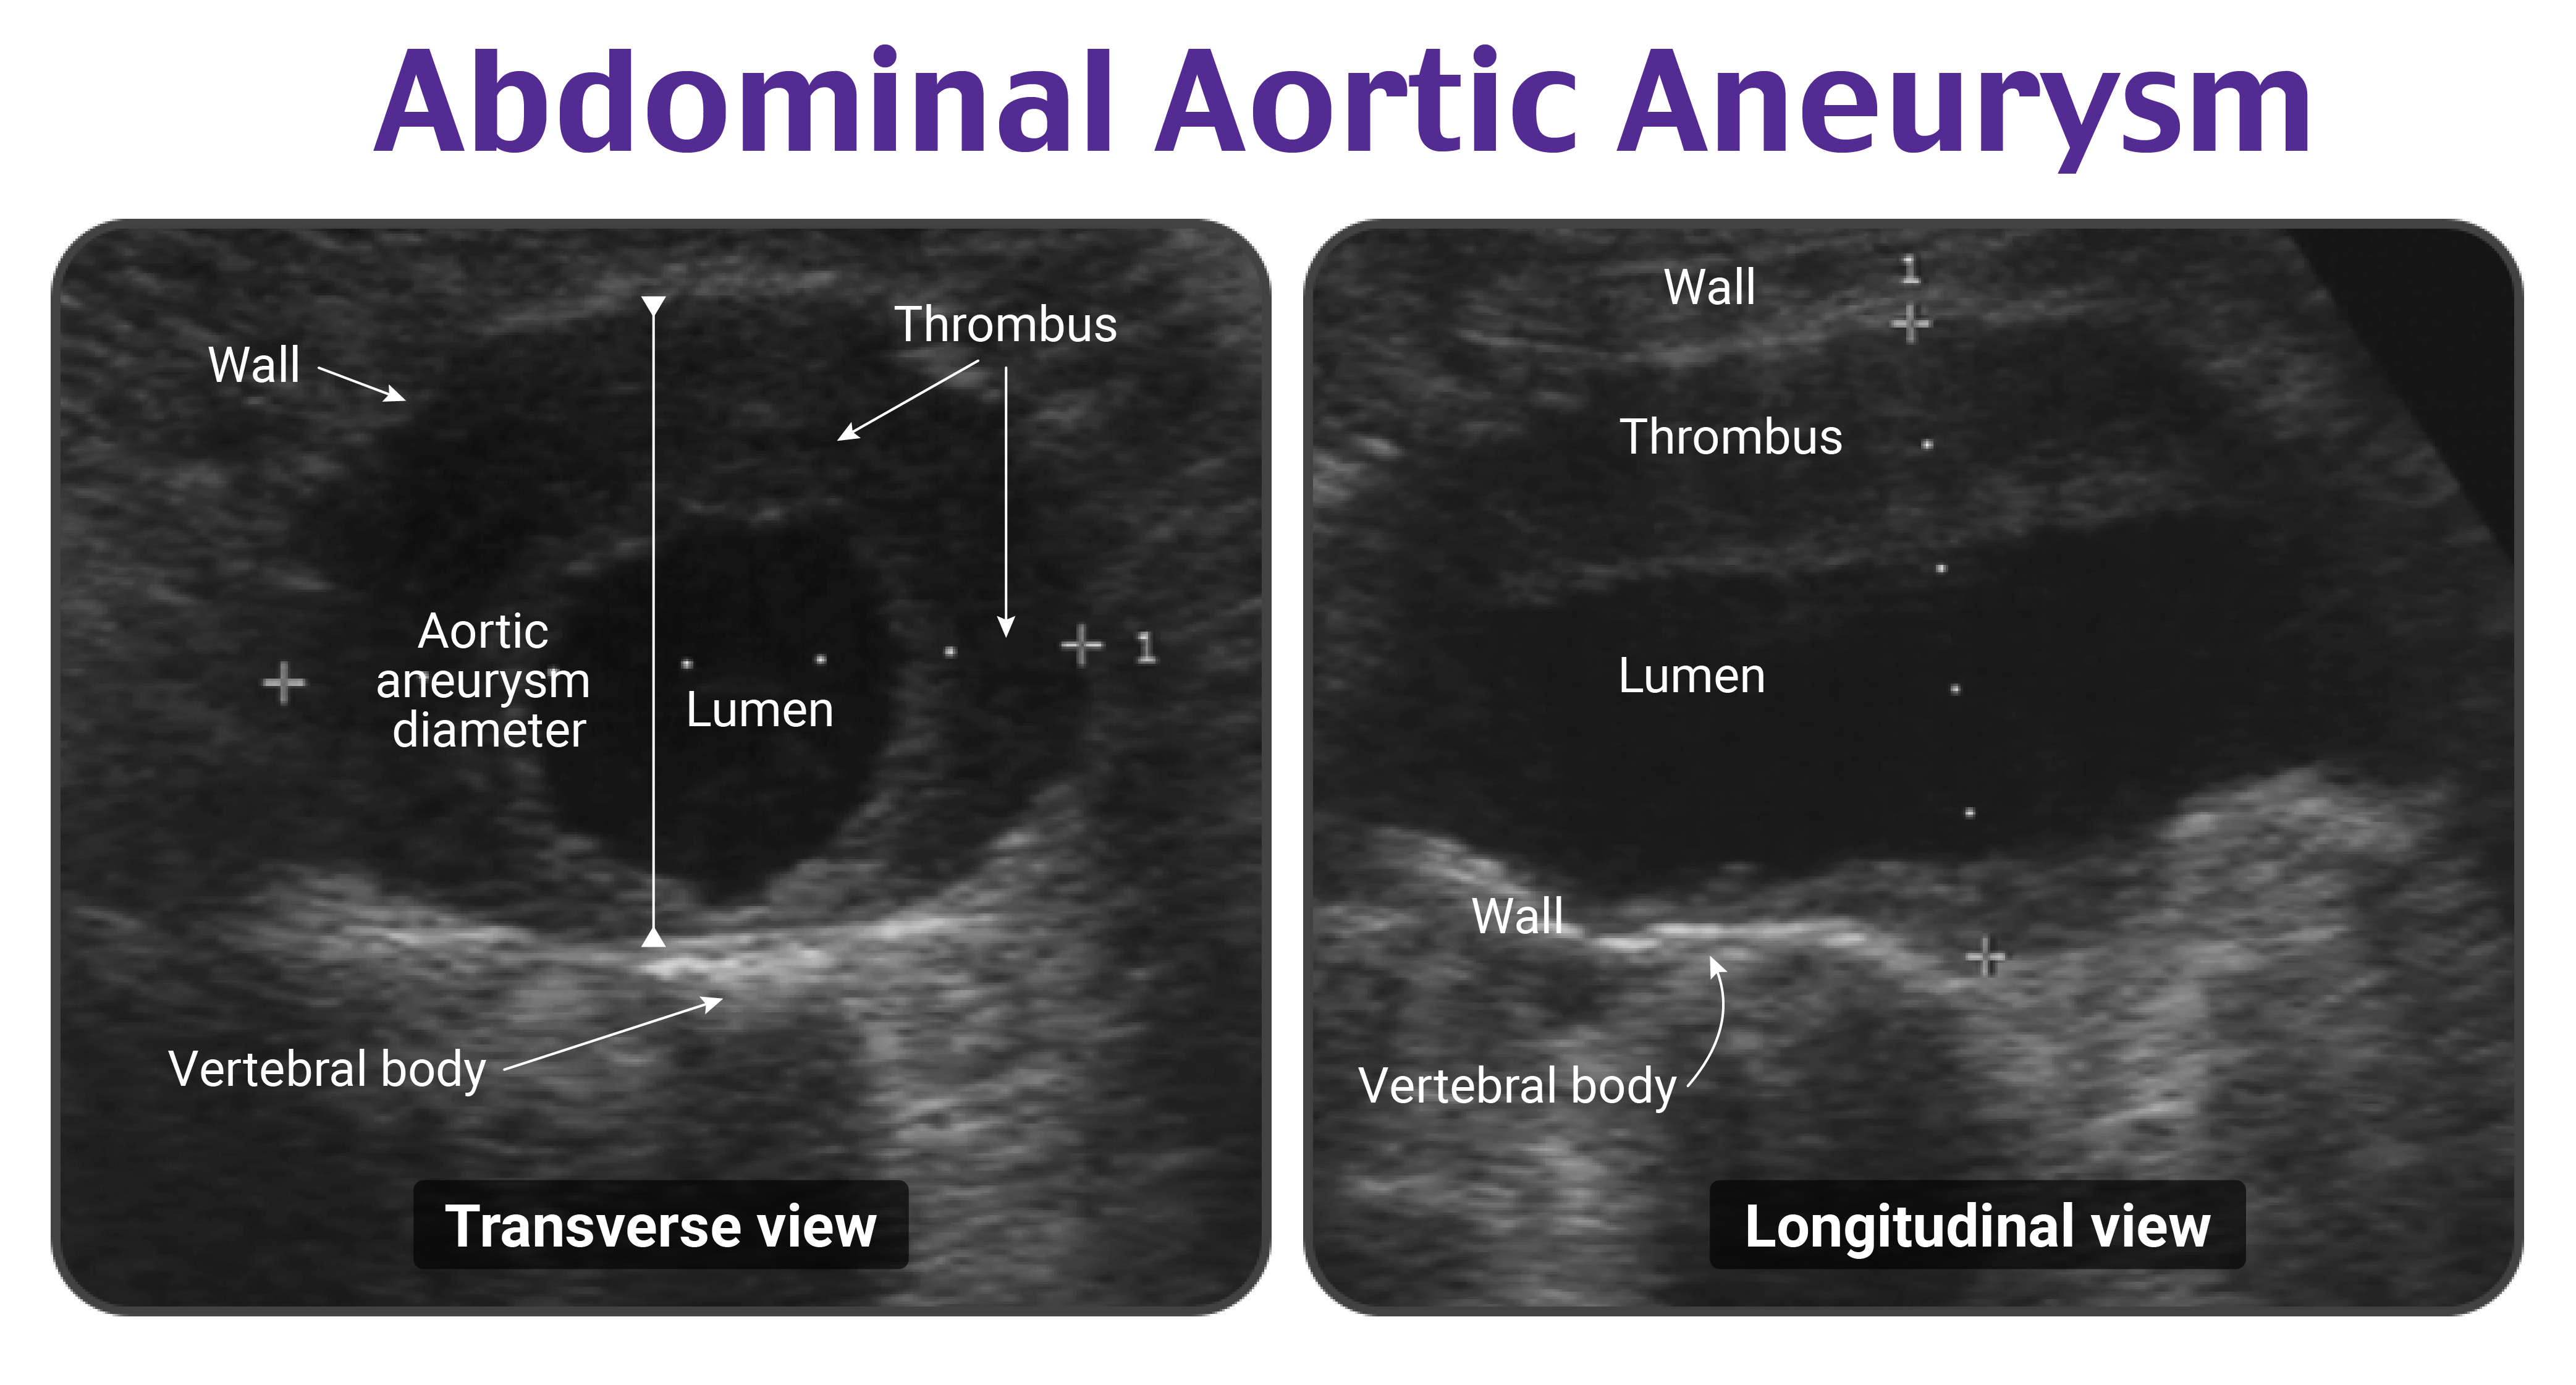 Abdominal Aortic Aneurysm
Wall
Thrombus
Aortic
aneurysm
diameter
Lumen
1
Vertebral body
Transverse view
Wall
1
Thrombus
Lumen
Wall
Vertebral body
Longitudinal view